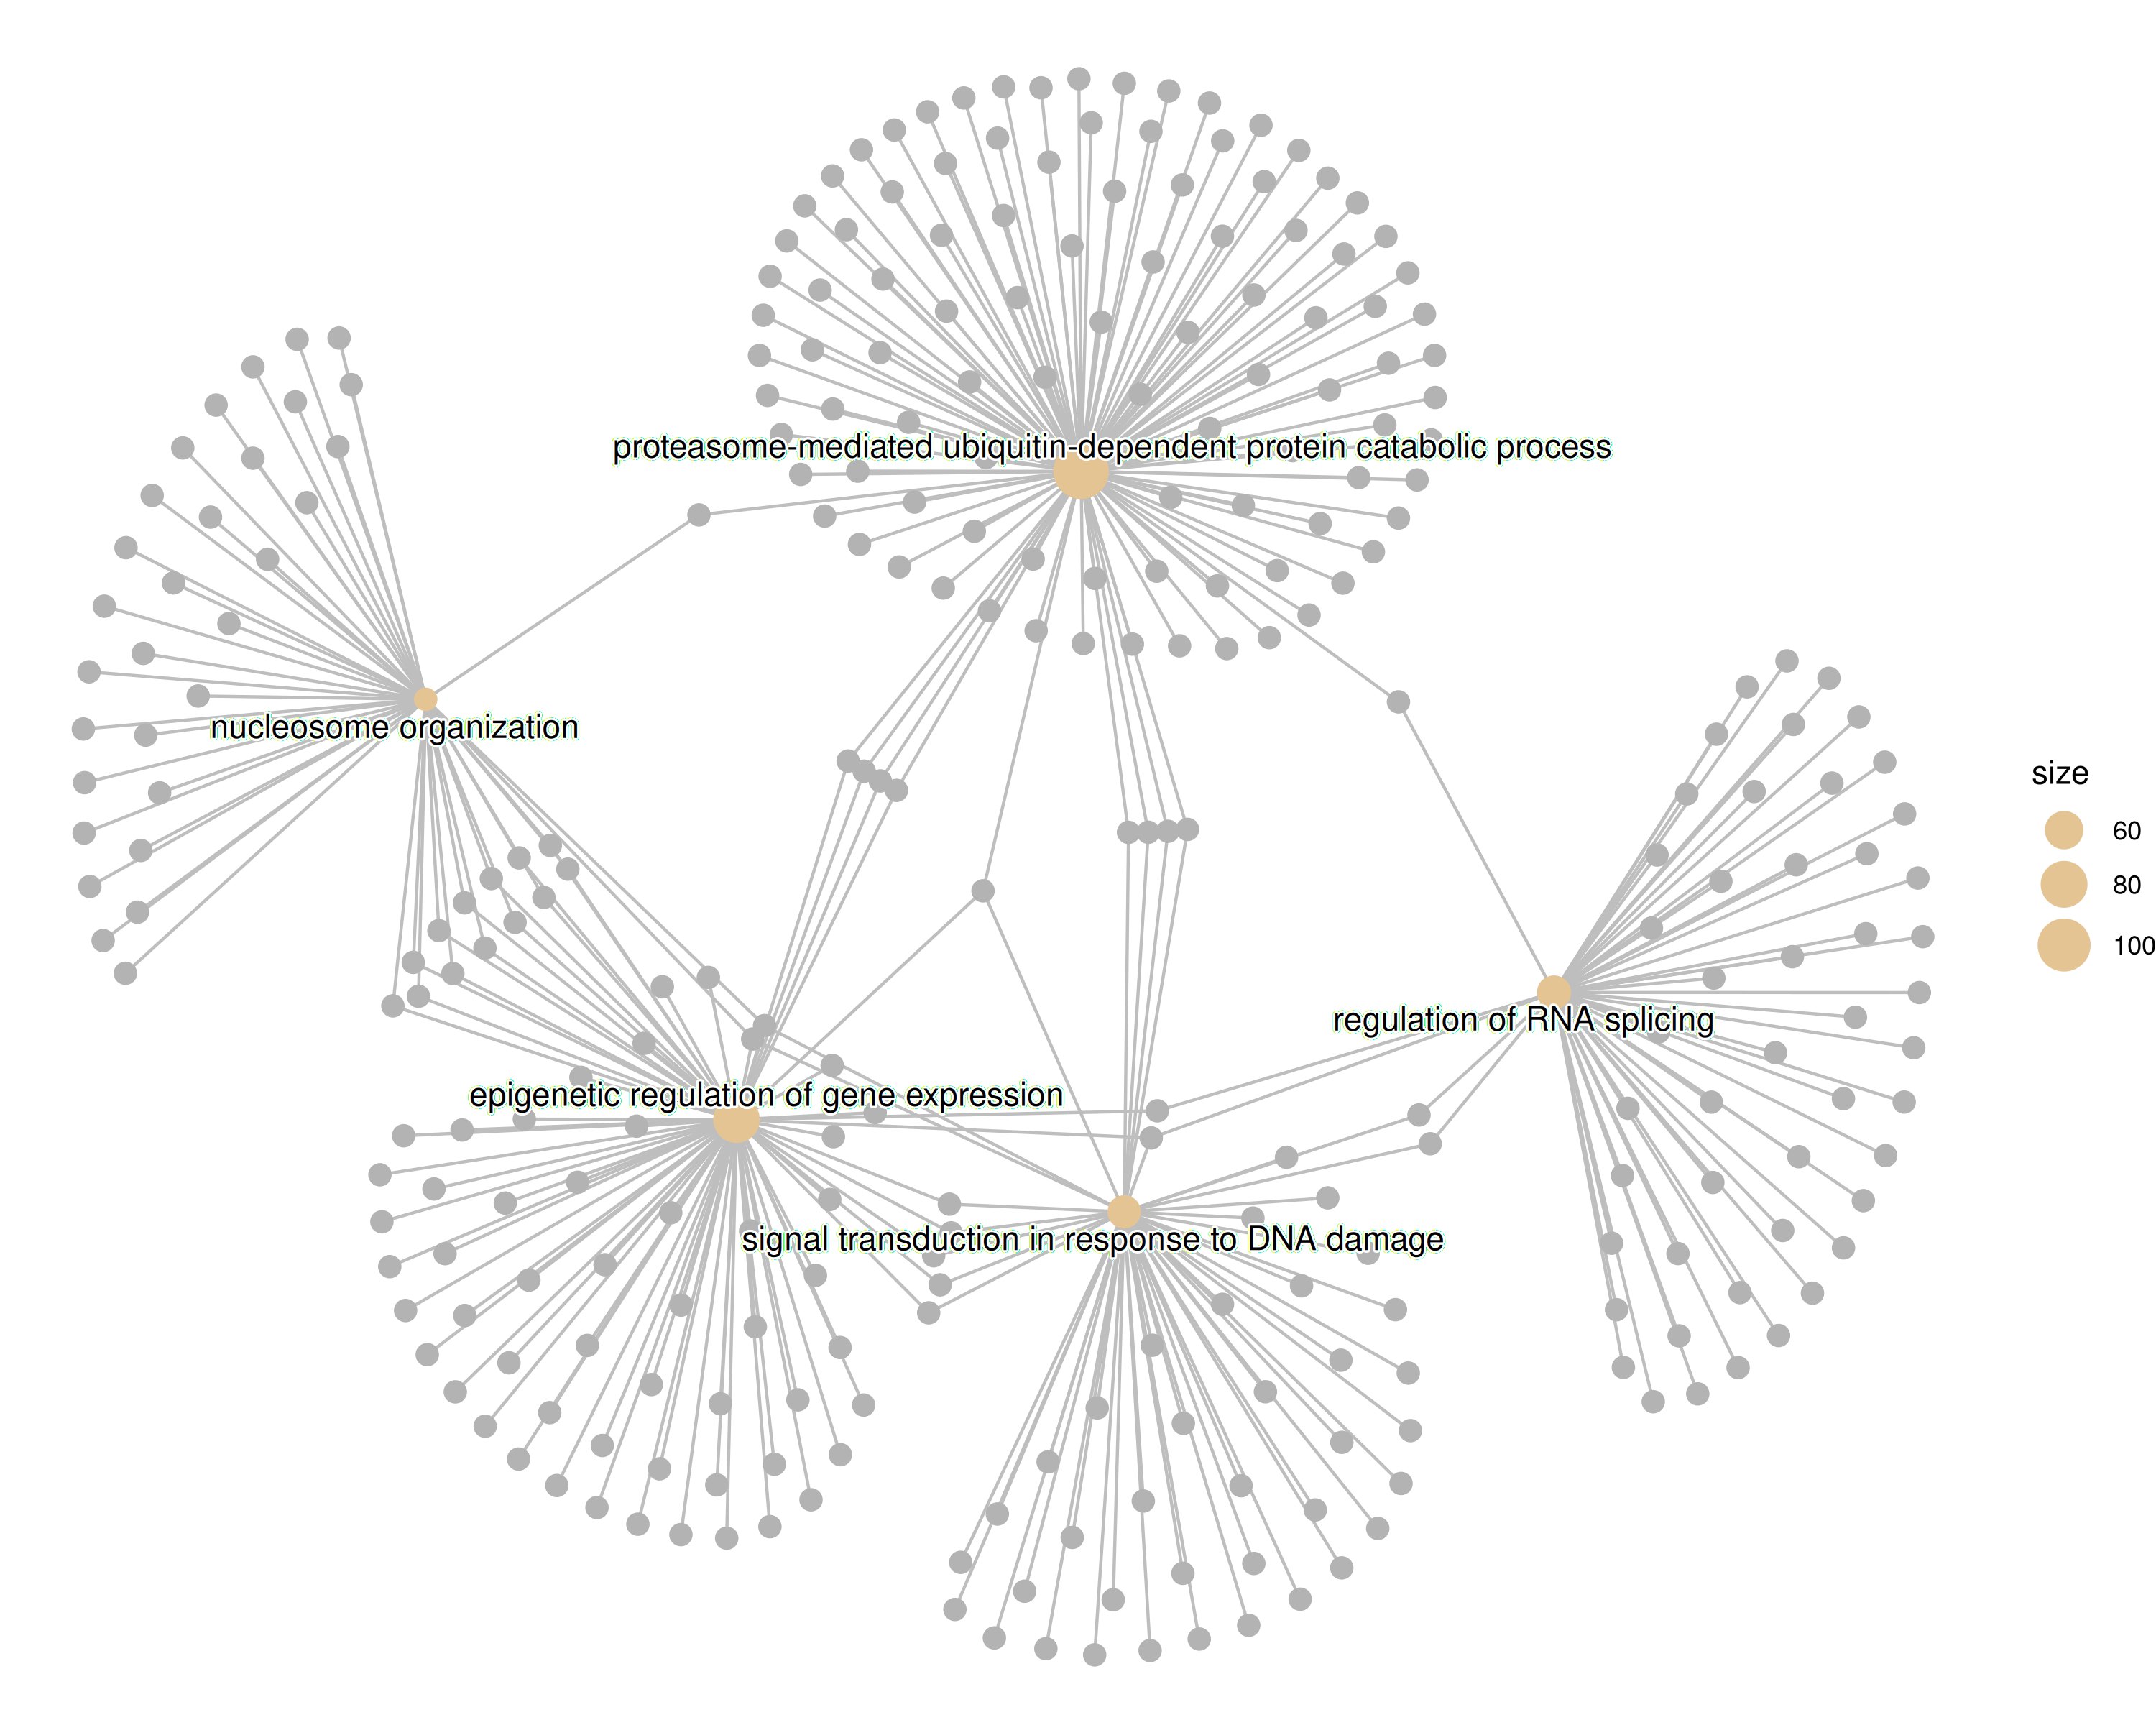 proteasome-mediated ubiquitin-dependent protein catabolic process
nucleosome organization
size
60
80
100
regulation of RNA splicing
epigenetic regulation of gene expression
signal transduction in response to DNA damage